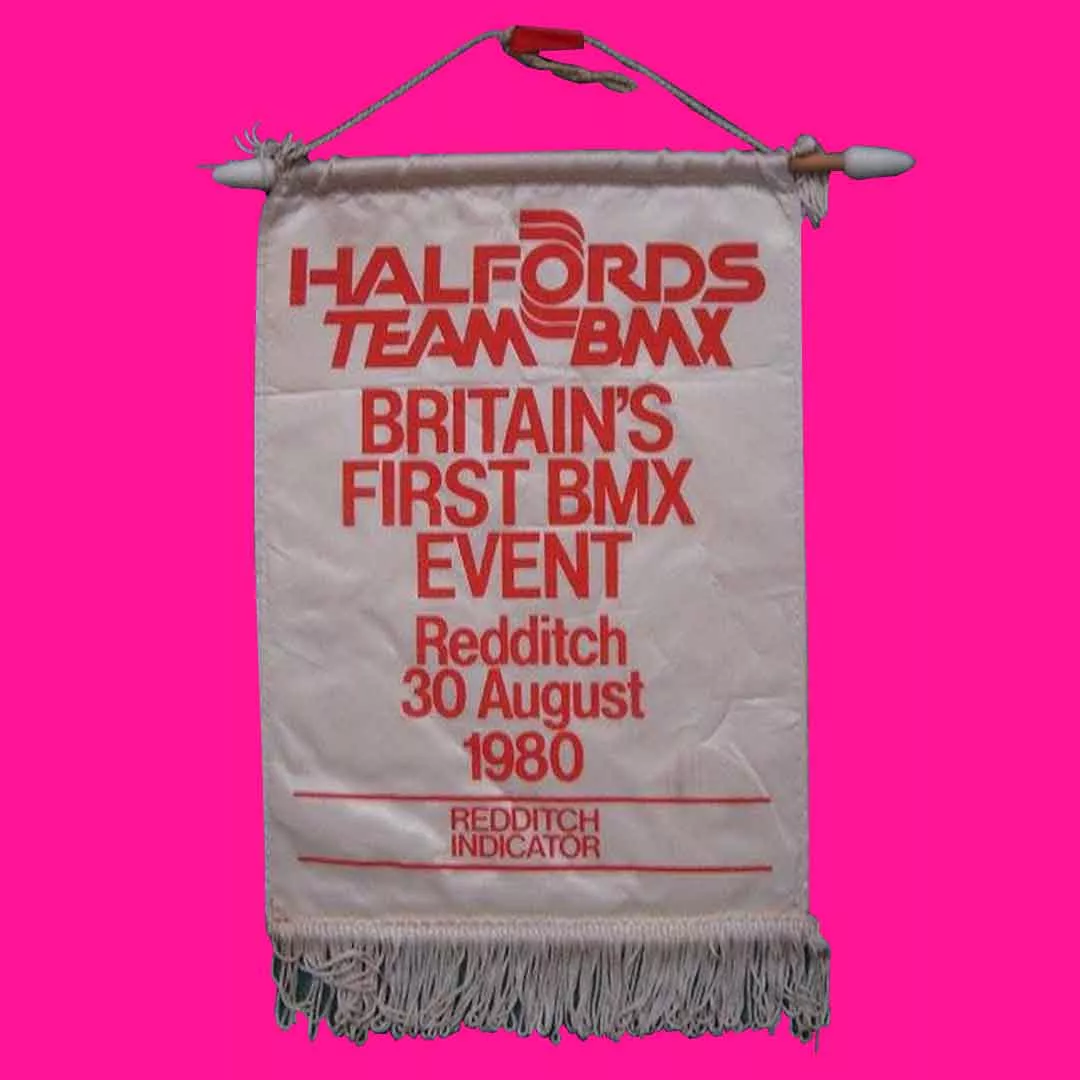 HALFORDS
TEAM BMX
BRITAIN'S
FIRST BMX
EVENT
Redditch
30 August
1980
REDDITCH
INDICATOR